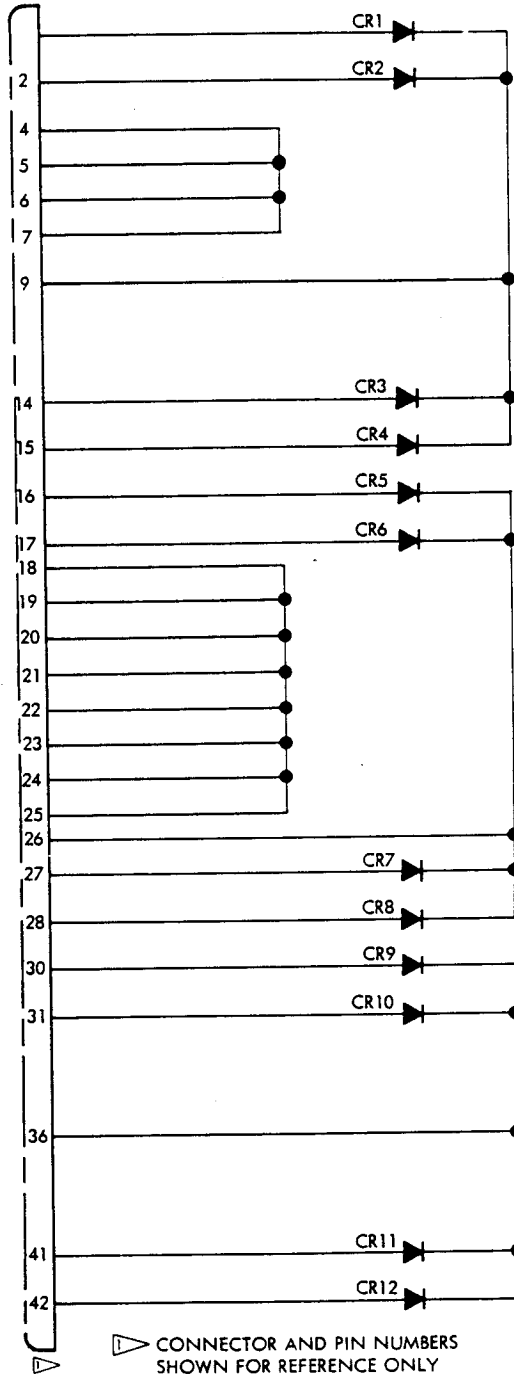 CR1
2 CR2
4
5
6
7
9
14 CR3
15 CR4
16 CR5
17 CR6
18
19
20
21
22
23
24
25
26
27 CR7
28 CR8
30 CR9
31 CR10
36
41 CR11
42 CR12
1 CONNECTOR AND PIN NUMBERS
1 SHOWN FOR REFERENCE ONLY